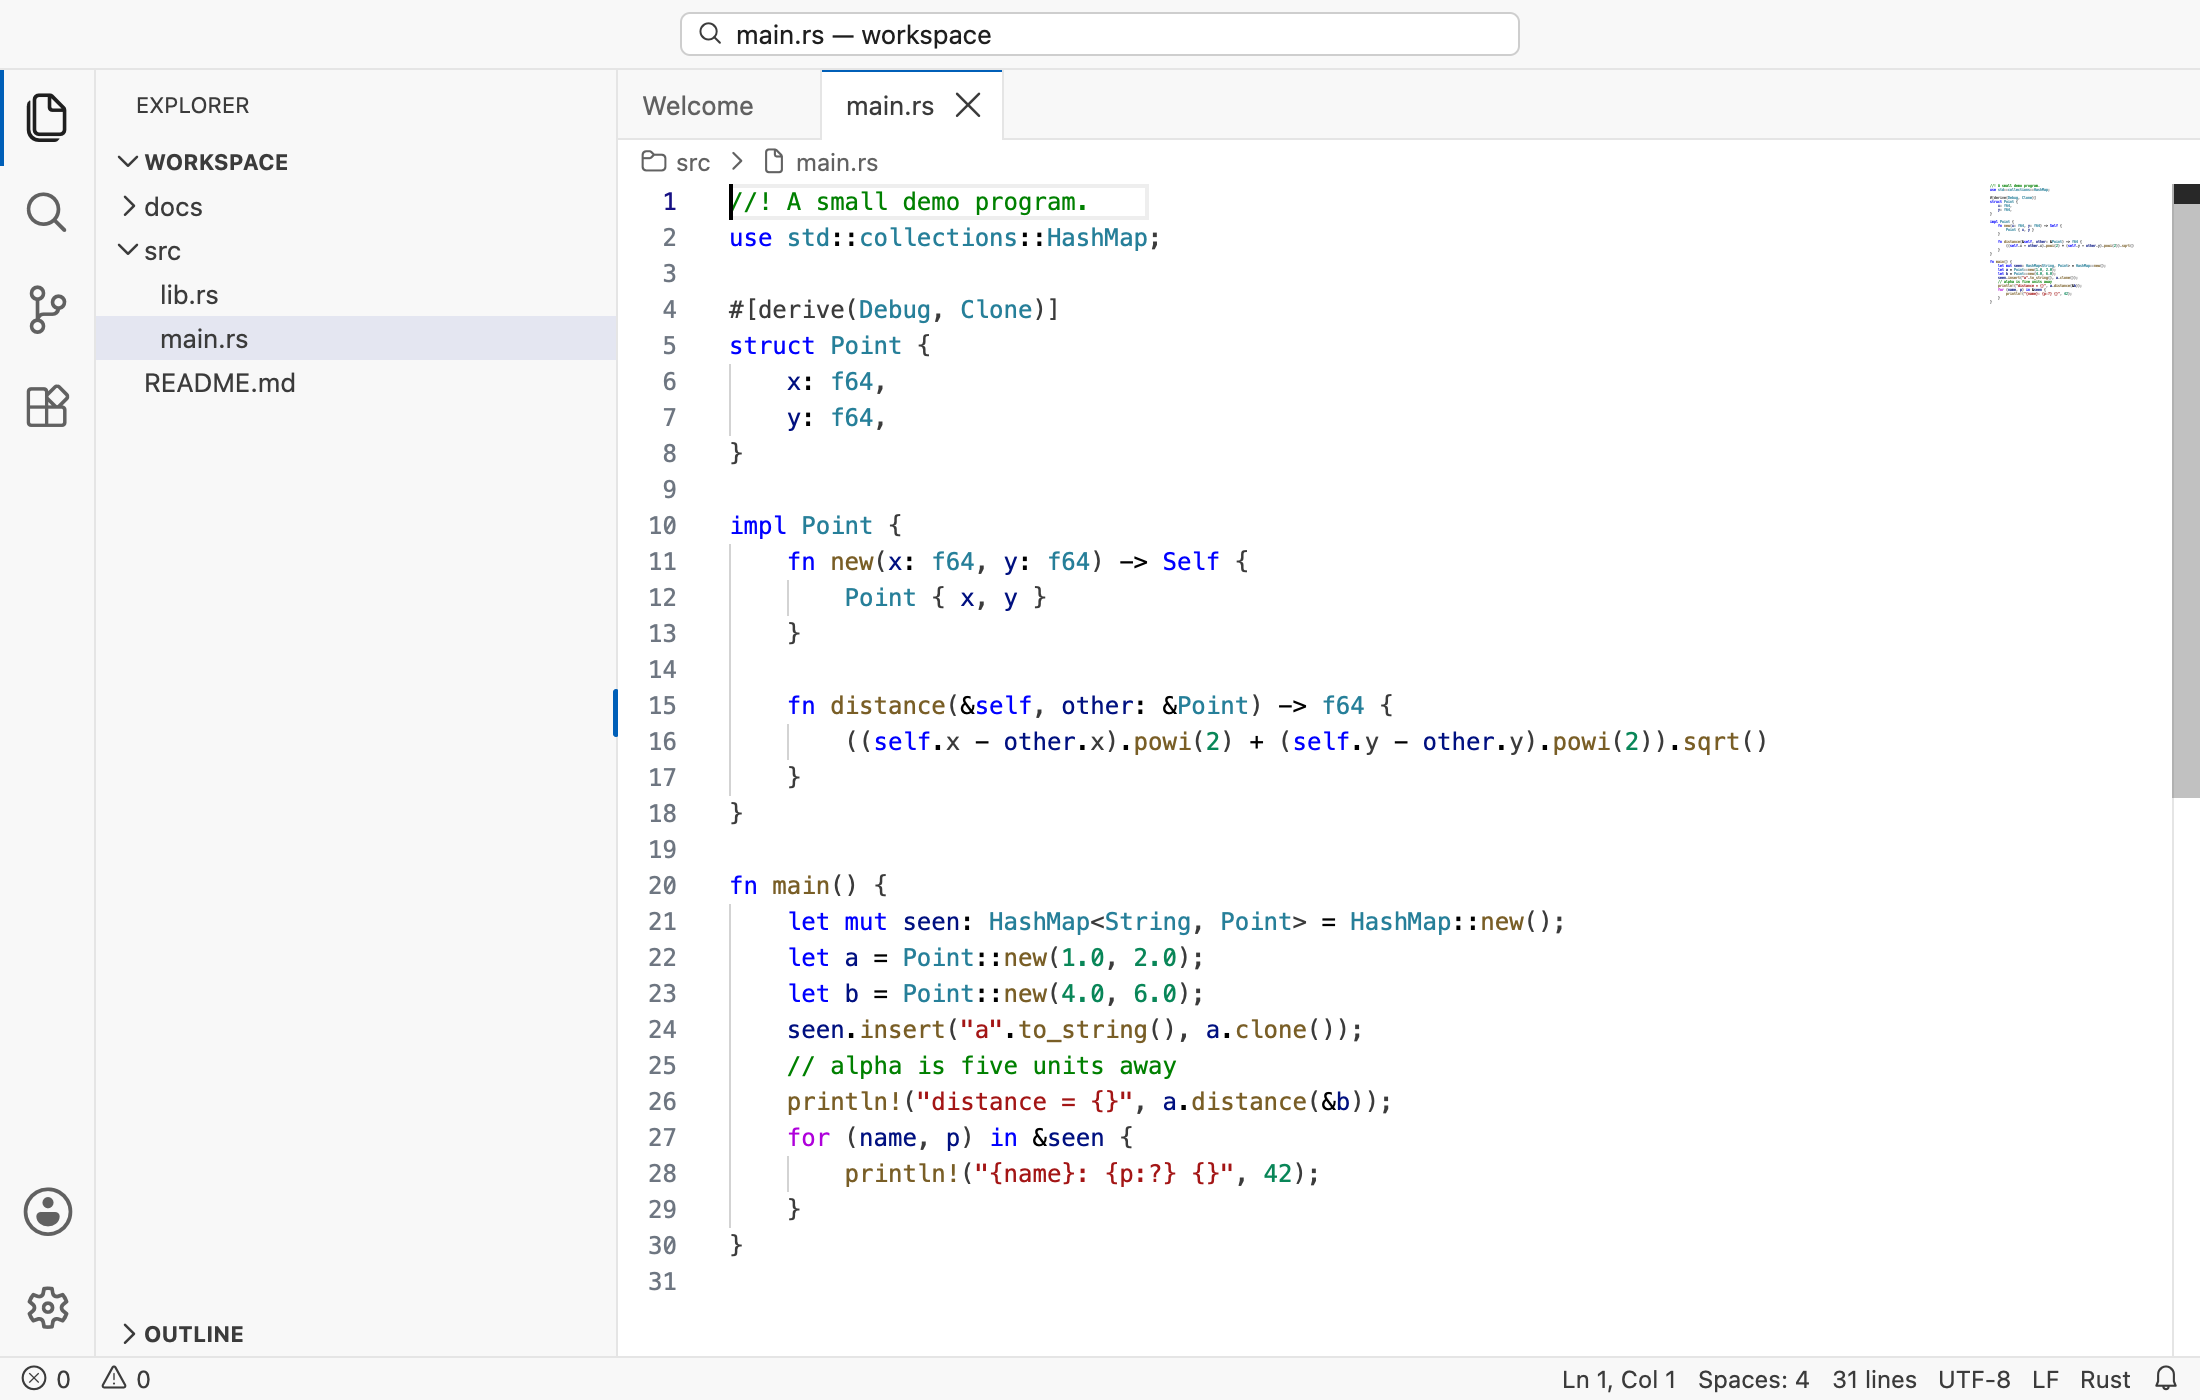 main.rs — workspace
EXPLORER
WORKSPACE
docs
src
lib.rs
main.rs
README.md
OUTLINE
Welcome
main.rs
src > main.rs
1 //! A small demo program.
2 use std::collections::HashMap;
3
4 #[derive(Debug, Clone)]
5 struct Point {
6     x: f64,
7     y: f64,
8 }
9
10 impl Point {
11     fn new(x: f64, y: f64) -> Self {
12         Point { x, y }
13     }
14
15     fn distance(&self, other: &Point) -> f64 {
16         ((self.x - other.x).powi(2) + (self.y - other.y).powi(2)).sqrt()
17     }
18 }
19
20 fn main() {
21     let mut seen: HashMap<String, Point> = HashMap::new();
22     let a = Point::new(1.0, 2.0);
23     let b = Point::new(4.0, 6.0);
24     seen.insert("a".to_string(), a.clone());
25     // alpha is five units away
26     println!("distance = {}", a.distance(&b));
27     for (name, p) in &seen {
28         println!("{name}: {p:?} {}", 42);
29     }
30 }
31
0 0 Ln 1, Col 1 Spaces: 4 31 lines UTF-8 LF Rust